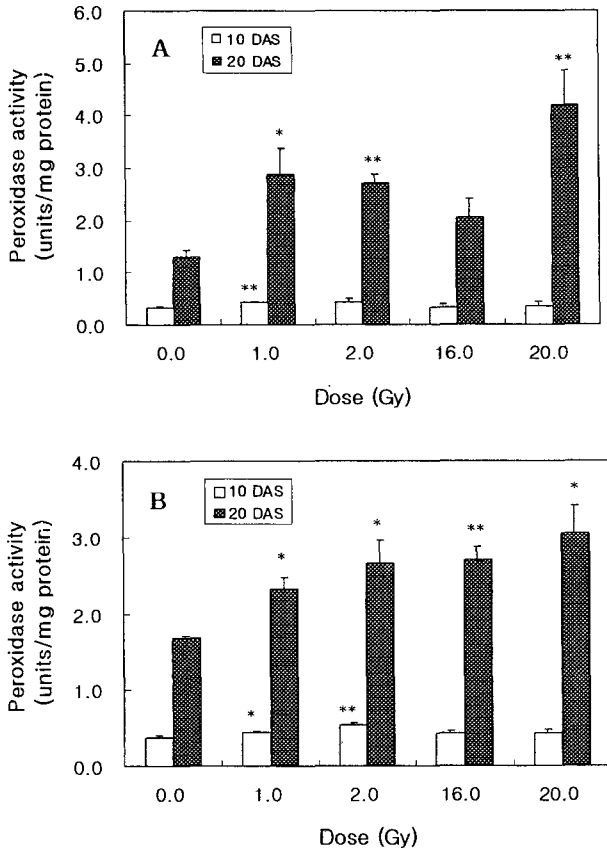 A
10 DAS
20 DAS
Peroxidase activity
(units/mg protein)
6.0
5.0
4.0
3.0
2.0
1.0
0.0
**
*
**
**
0.0 1.0 2.0 16.0 20.0
Dose (Gy)
B
10 DAS
20 DAS
Peroxidase activity
(units/mg protein)
4.0
3.0
2.0
1.0
0.0
*
*
**
*
**
*
0.0 1.0 2.0 16.0 20.0
Dose (Gy)